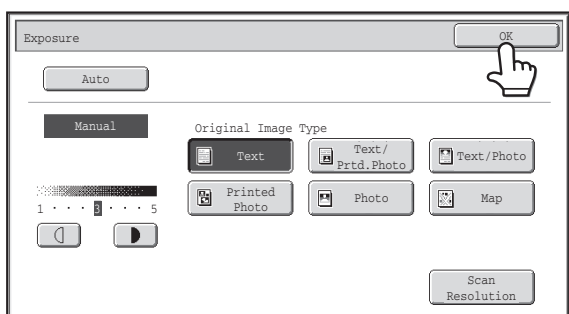 Exposure
OK
Auto
Manual
Original Image Type
Text
Text/
Prtd.Photo
Text/Photo
Printed
Photo
Photo
Map
1 · · · 3 · · · 5
Scan
Resolution